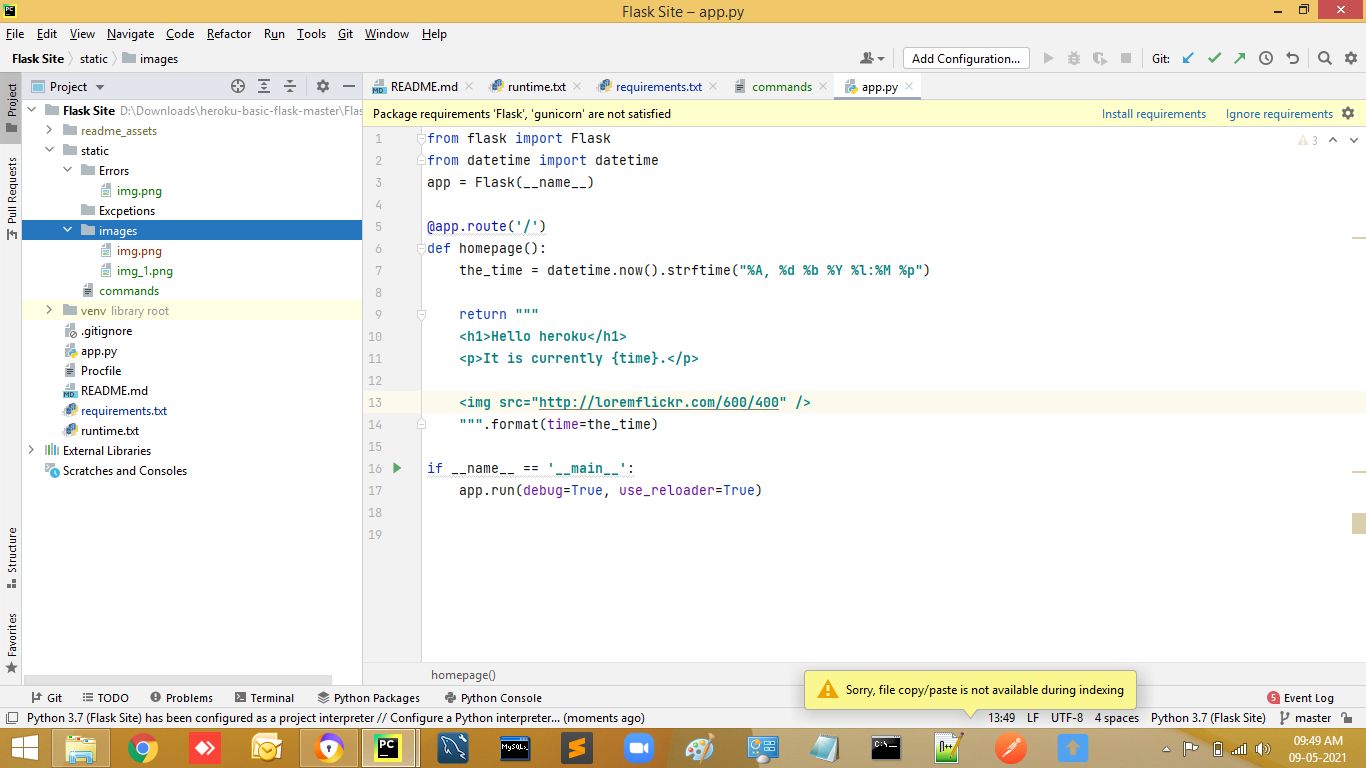 Flask Site – app.py
File Edit View Navigate Code Refactor Run Tools Git Window Help
Flask Site static images Add Configuration... Git:
Project README.md runtime.txt requirements.txt commands app.py
Package requirements 'Flask', 'gunicorn' are not satisfied Install requirements Ignore requirements
Project
Pull Requests
Structure
Favorites
Flask Site D:\Downloads\heroku-basic-flask-master\Flas
readme_assets
static
Errors
img.png
Excpetions
images
img.png
img_1.png
commands
venv library root
.gitignore
app.py
Procfile
README.md
requirements.txt
runtime.txt
External Libraries
Scratches and Consoles
3
1 from flask import Flask
2 from datetime import datetime
3 app = Flask(__name__)
4
5 @app.route('/')
6 def homepage():
7 the_time = datetime.now().strftime("%A, %d %b %Y %l:%M %p")
8
9 return """
10 <h1>Hello heroku</h1>
11 <p>It is currently {time}.</p>
12
13 <img src="http://loremflickr.com/600/400" />
14 """.format(time=the_time)
15
16 if __name__ == '__main__':
17 app.run(debug=True, use_reloader=True)
18
19
homepage()
Sorry, file copy/paste is not available during indexing
Git TODO Problems Terminal Python Packages Python Console 5 Event Log
Python 3.7 (Flask Site) has been configured as a project interpreter // Configure a Python interpreter... (moments ago) 13:49 LF UTF-8 4 spaces Python 3.7 (Flask Site) master
PC
MySQL
C:\
09:49 AM
09-05-2021